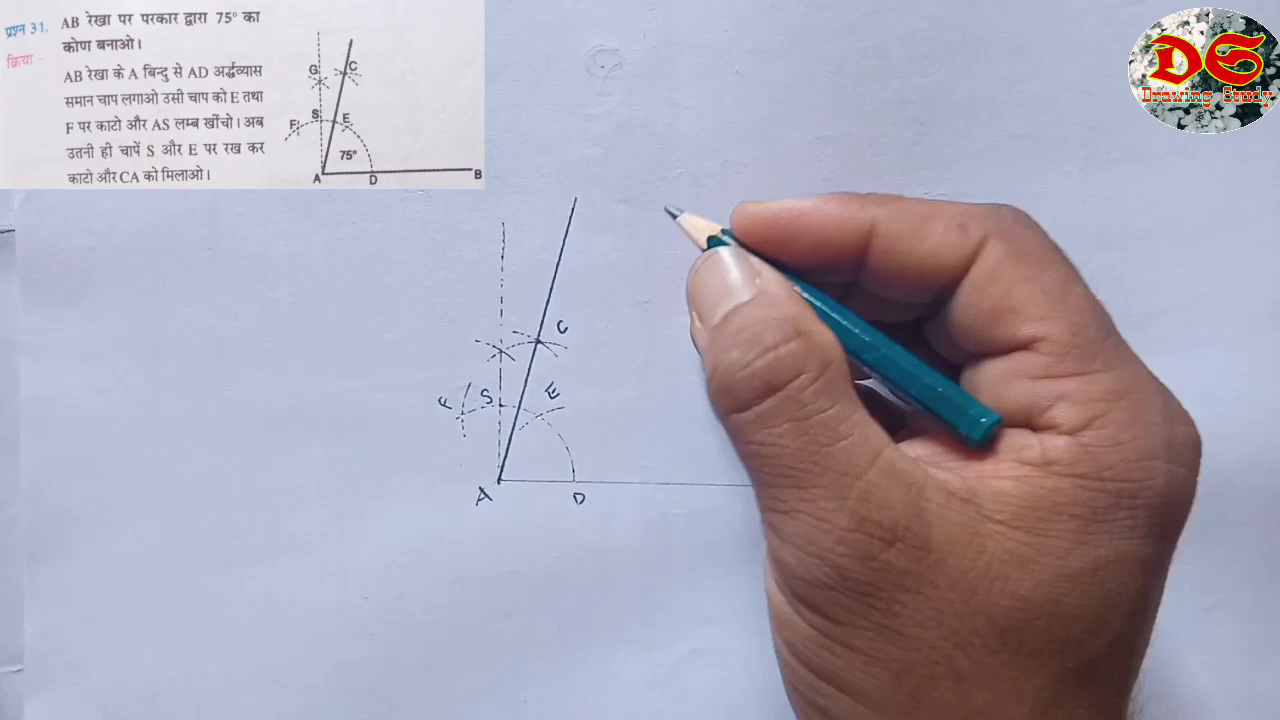 प्रश्न 31. AB रेखा पर परकार द्वारा 75° का
कोण बनाओ।
क्रिया -
AB रेखा के A बिन्दु से AD अर्द्धव्यास
समान चाप लगाओ उसी चाप को E तथा
F पर काटो और AS लम्ब खींचो। अब
उतनी ही चापें S और E पर रख कर
काटो और CA को मिलाओ।
G C
F S E
75°
A D B
DS
Drawing Study
C
F S E
A D